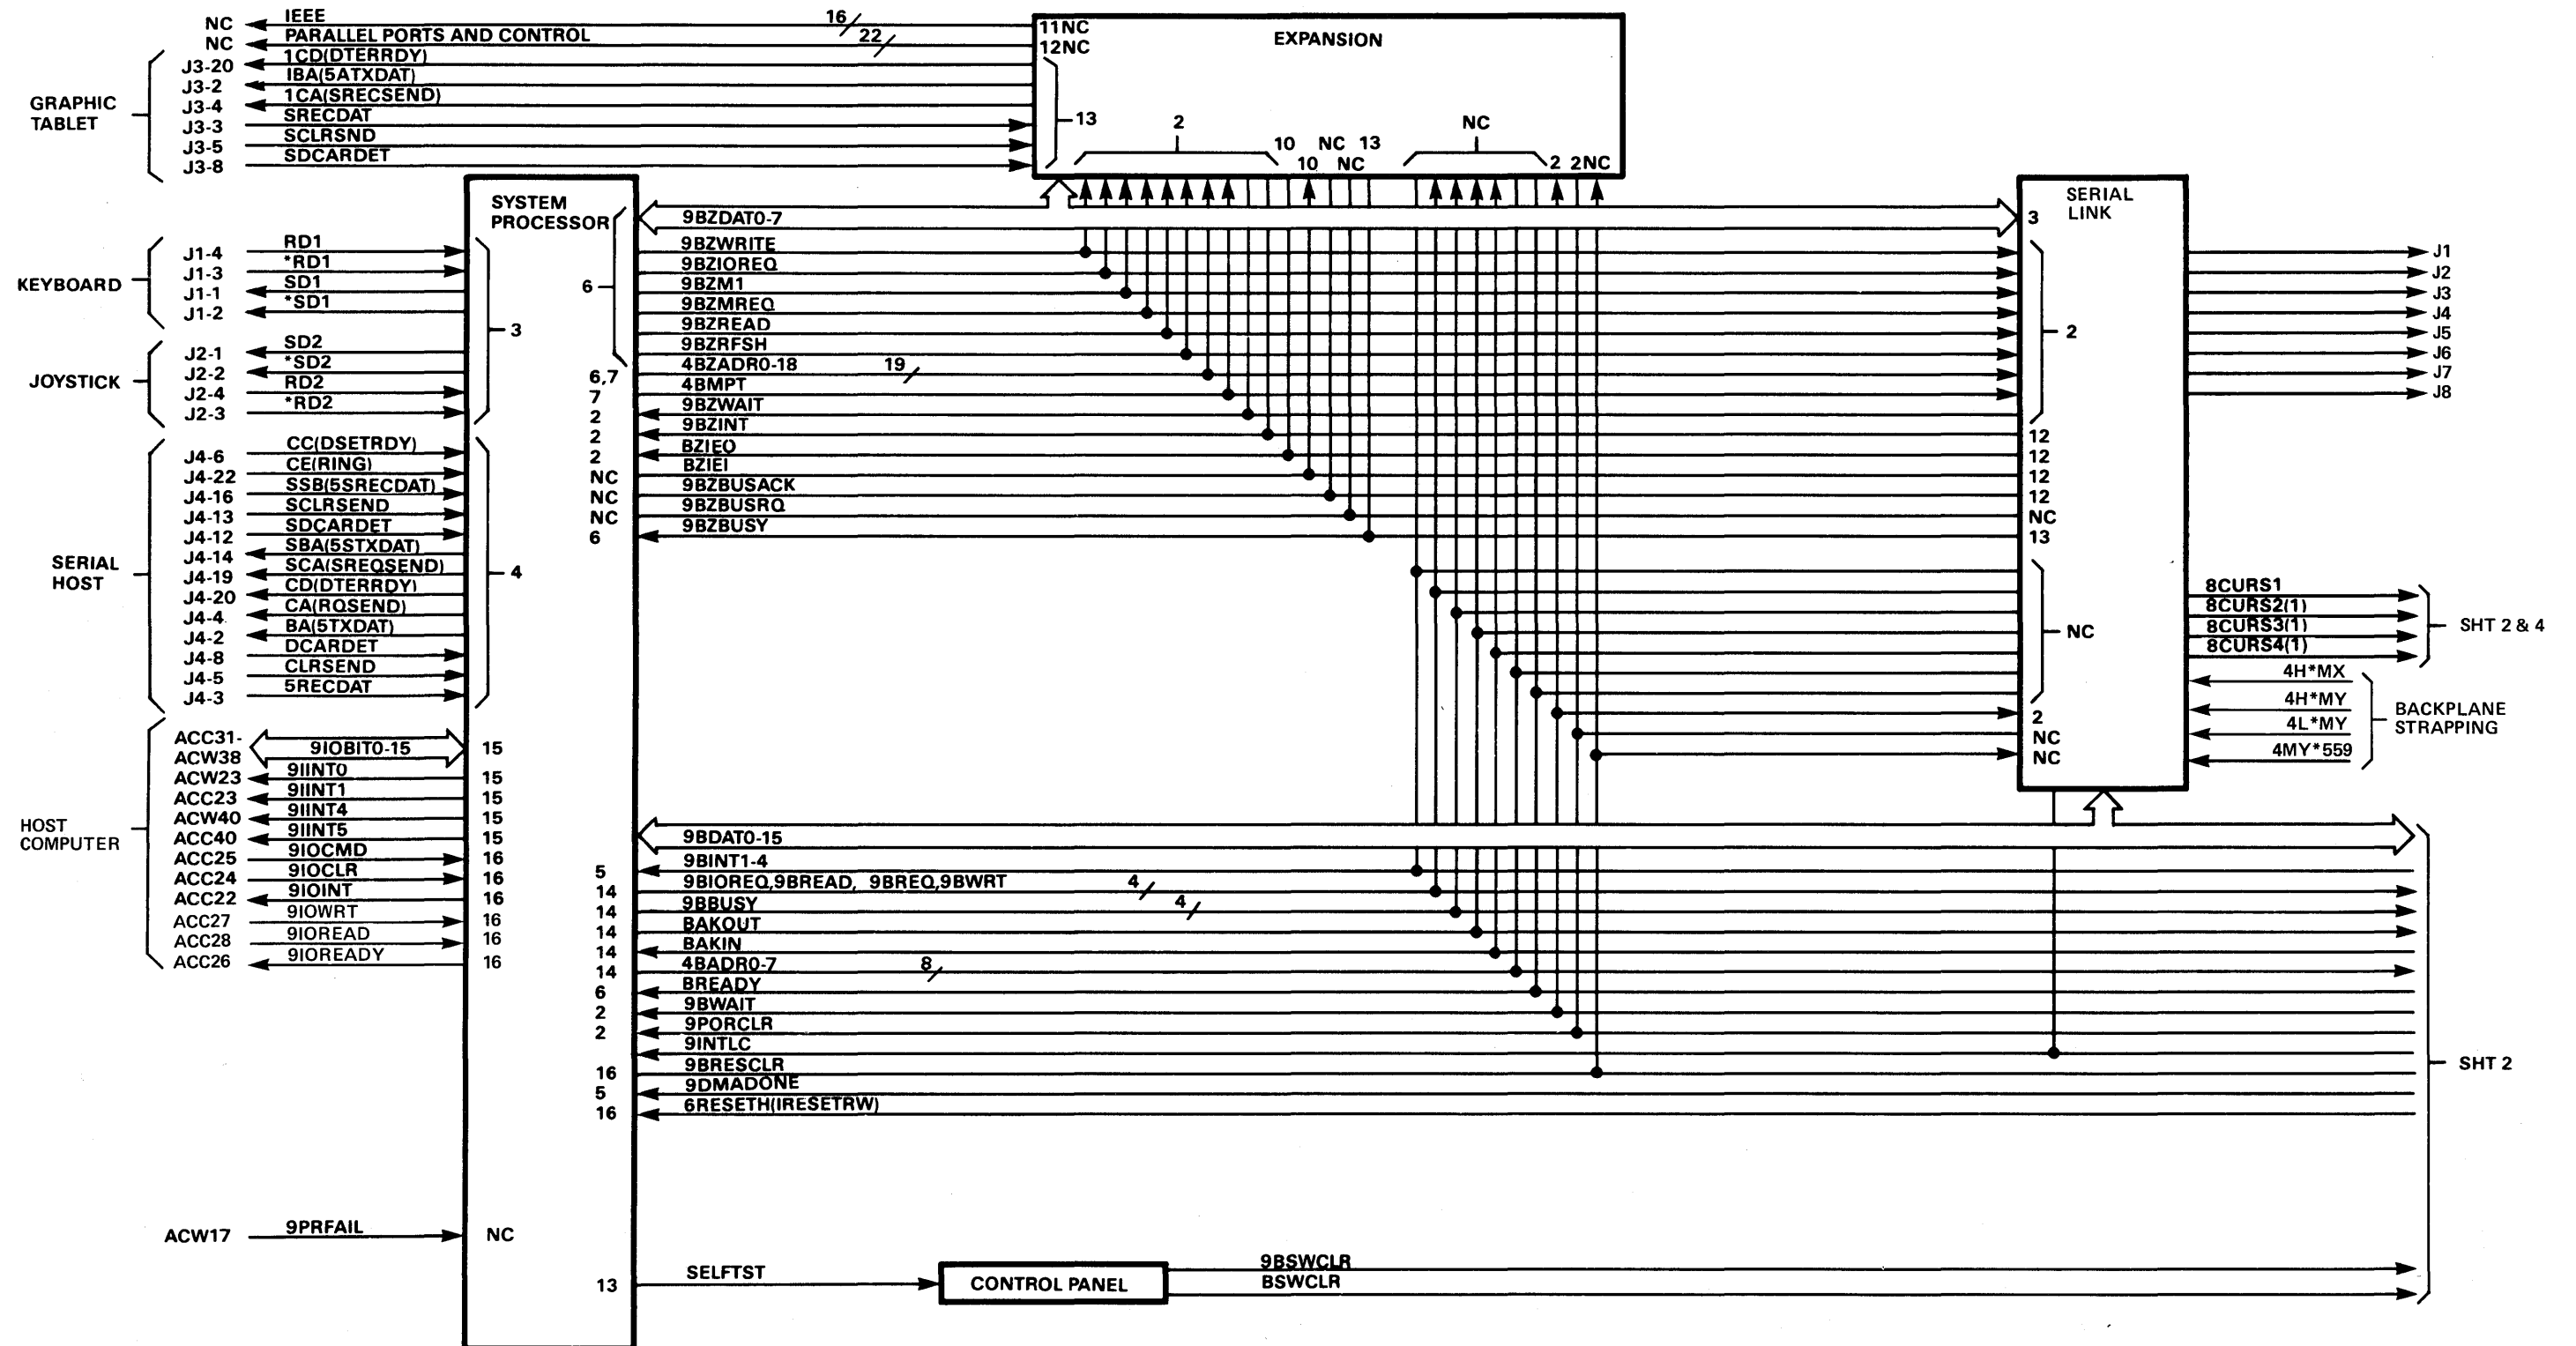 NC IEEE 16
NC PARALLEL PORTS AND CONTROL 22
J3-20 1CD(DTERRDY)
J3-2 IBA(5ATXDAT)
J3-4 1CA(SRECSEND)
J3-3 SRECDAT
J3-5 SCLRSND
J3-8 SDCARDET
GRAPHIC
TABLET
11NC
12NC
EXPANSION
13
2
10 NC 13
10 NC
NC
2 2NC
SYSTEM
PROCESSOR
KEYBOARD
J1-4 RD1
J1-3 *RD1
J1-1 SD1
J1-2 *SD1
JOYSTICK
J2-1 SD2
J2-2 *SD2
J2-4 RD2
J2-3 *RD2
3
SERIAL
HOST
J4-6 CC(DSETRDY)
J4-22 CE(RING)
J4-16 SSB(5SRECDAT)
J4-13 SCLRSEND
J4-12 SDCARDET
J4-14 SBA(5STXDAT)
J4-19 SCA(SREQSEND)
J4-20 CD(DTERRDY)
J4-4 CA(RQSEND)
J4-2 BA(5TXDAT)
J4-8 DCARDET
J4-5 CLRSEND
J4-3 5RECDAT
4
HOST
COMPUTER
ACC31-
ACW38 9IOBIT0-15 15
ACW23 9IINT0 15
ACC23 9IINT1 15
ACW40 9IINT4 15
ACC40 9IINT5 15
ACC25 9IOCMD 16
ACC24 9IOCLR 16
ACC22 9IOINT 16
ACC27 9IOWRT 16
ACC28 9IOREAD 16
ACC26 9IOREADY 16
ACW17 9PRFAIL NC
6
9BZDAT0-7
9BZWRITE
9BZIOREQ
9BZM1
9BZMREQ
9BZREAD
9BZRFSH
6,7 4BZADR0-18 19
7 4BMPT
2 9BZWAIT
2 9BZINT
2 BZIEO
NC BZIEI
NC 9BZBUSACK
NC 9BZBUSRQ
6 9BZBUSY
SERIAL
LINK
3
2
12
12
12
12
NC
13
NC
2
NC
NC
J1
J2
J3
J4
J5
J6
J7
J8
8CURS1
8CURS2(1)
8CURS3(1)
8CURS4(1)
SHT 2 & 4
4H*MX
4H*MY
4L*MY
4MY*559
BACKPLANE
STRAPPING
9BDAT0-15
5 9BINT1-4
14 9BIOREQ,9BREAD, 9BREQ,9BWRT 4
14 9BBUSY 4
14 BAKOUT
14 BAKIN
14 4BADR0-7 8
6 BREADY
2 9BWAIT
2 9PORCLR
9INTLC
16 9BRESCLR
5 9DMADONE
16 6RESETH(IRESETRW)
SHT 2
13 SELFTST
CONTROL PANEL
9BSWCLR
BSWCLR